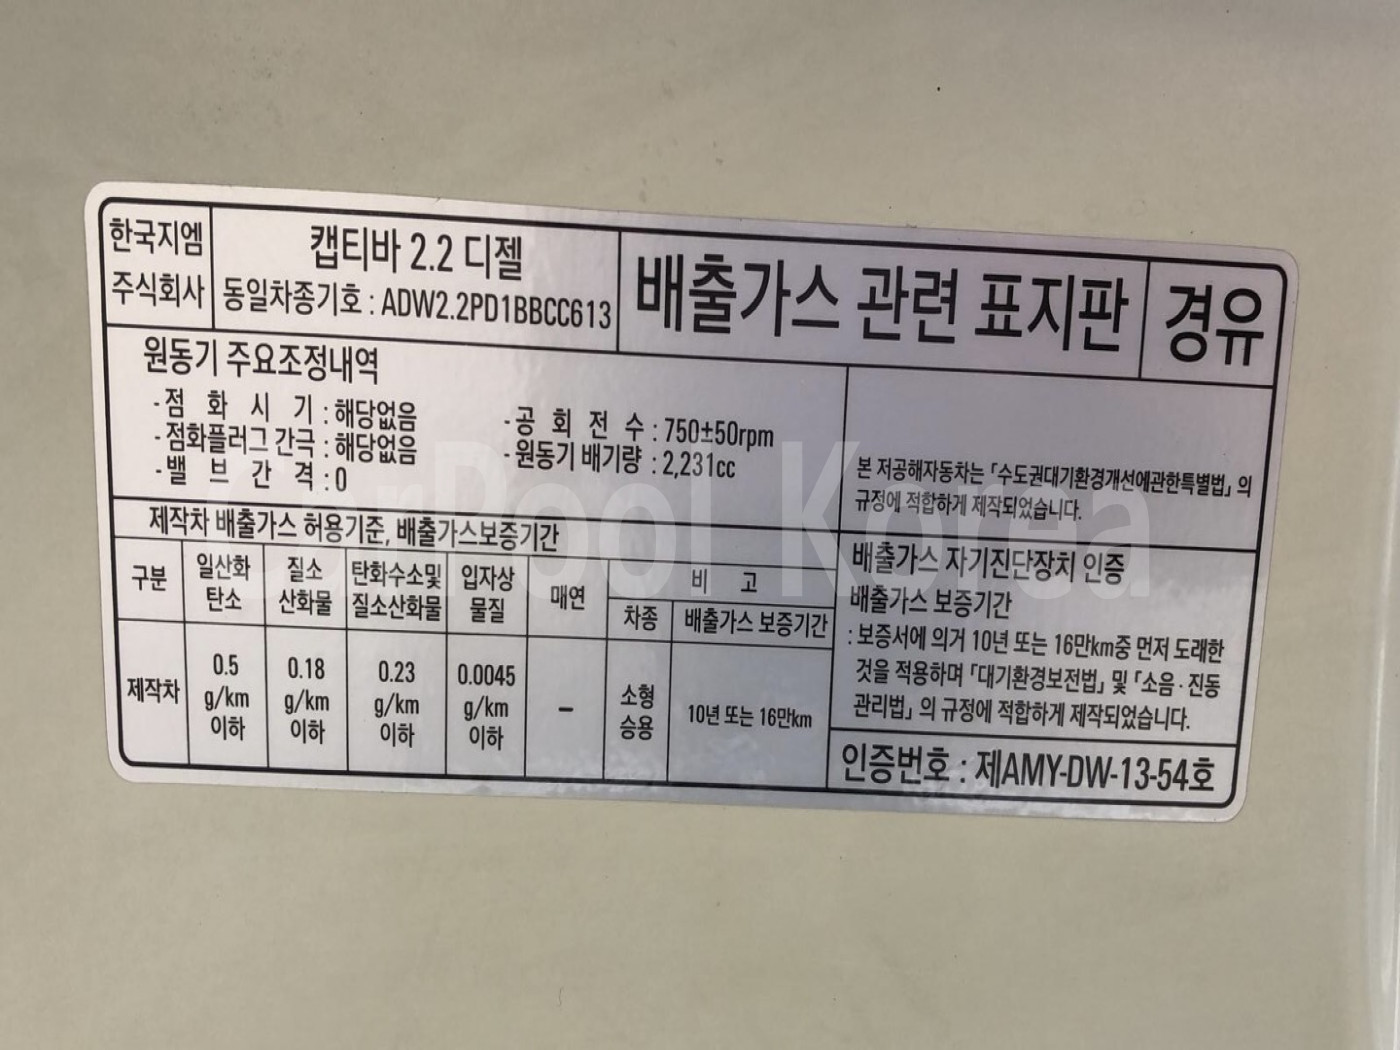 한국지엠
주식회사
캡티바 2.2 디젤
동일차종기호 : ADW2.2PD1BBCC613
배출가스 관련 표지판
경유
원동기 주요조정내역
- 점 화 시 기 : 해당없음
- 점화플러그 간극 : 해당없음
- 밸 브 간 격 : 0
- 공 회 전 수 : 750±50rpm
- 원동기 배기량 : 2,231cc
본 저공해자동차는 「수도권대기환경개선에관한특별법」의
규정에 적합하게 제작되었습니다.
제작차 배출가스 허용기준, 배출가스보증기간
구분
일산화
탄소
질소
산화물
탄화수소및
질소산화물
입자상
물질
매연
비 고
차종
배출가스 보증기간
제작차
0.5
g/km
이하
0.18
g/km
이하
0.23
g/km
이하
0.0045
g/km
이하
-
소형
승용
10년 또는 16만km
배출가스 자기진단장치 인증
배출가스 보증기간
: 보증서에 의거 10년 또는 16만km중 먼저 도래한
것을 적용하며 「대기환경보전법」 및 「소음 · 진동
관리법」의 규정에 적합하게 제작되었습니다.
인증번호 : 제AMY-DW-13-54호
CarPool Korea